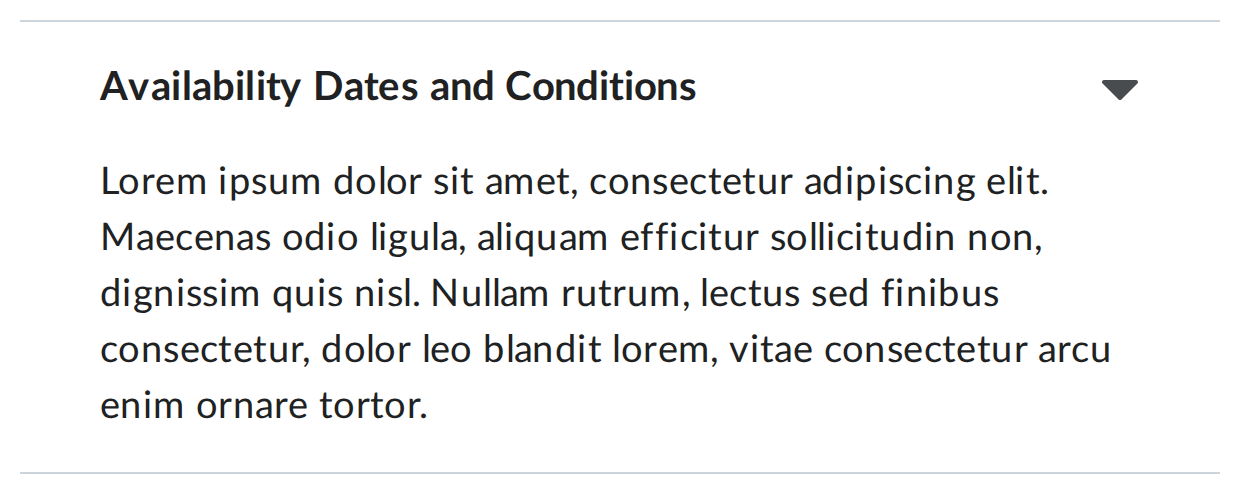 Availability Dates and Conditions
Lorem ipsum dolor sit amet, consectetur adipiscing elit.
Maecenas odio ligula, aliquam efficitur sollicitudin non,
dignissim quis nisl. Nullam rutrum, lectus sed finibus
consectetur, dolor leo blandit lorem, vitae consectetur arcu
enim ornare tortor.